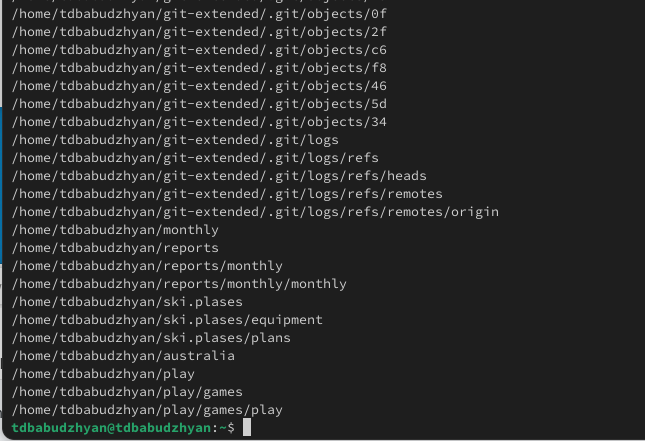 /home/tdbabudzhyan/git-extended/.git/objects/0f
/home/tdbabudzhyan/git-extended/.git/objects/2f
/home/tdbabudzhyan/git-extended/.git/objects/c6
/home/tdbabudzhyan/git-extended/.git/objects/f8
/home/tdbabudzhyan/git-extended/.git/objects/46
/home/tdbabudzhyan/git-extended/.git/objects/5d
/home/tdbabudzhyan/git-extended/.git/objects/34
/home/tdbabudzhyan/git-extended/.git/logs
/home/tdbabudzhyan/git-extended/.git/logs/refs
/home/tdbabudzhyan/git-extended/.git/logs/refs/heads
/home/tdbabudzhyan/git-extended/.git/logs/refs/remotes
/home/tdbabudzhyan/git-extended/.git/logs/refs/remotes/origin
/home/tdbabudzhyan/monthly
/home/tdbabudzhyan/reports
/home/tdbabudzhyan/reports/monthly
/home/tdbabudzhyan/reports/monthly/monthly
/home/tdbabudzhyan/ski.plases
/home/tdbabudzhyan/ski.plases/equipment
/home/tdbabudzhyan/ski.plases/plans
/home/tdbabudzhyan/australia
/home/tdbabudzhyan/play
/home/tdbabudzhyan/play/games
/home/tdbabudzhyan/play/games/play
tdbabudzhyan@tdbabudzhyan:~$